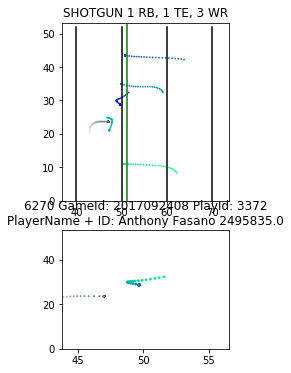 SHOTGUN 1 RB, 1 TE, 3 WR
50
40
30
20
10
0
40 50 60 70
6270 GameId: 2017092408 PlayId: 3372
PlayerName + ID: Anthony Fasano 2495835.0
40
20
0
45 50 55